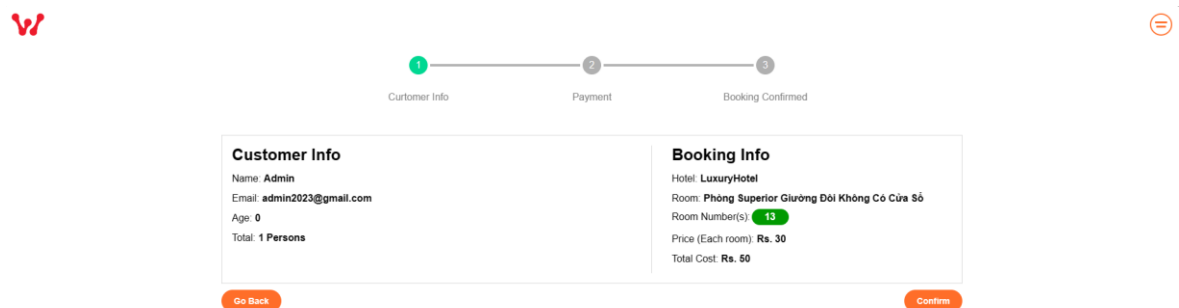 1
2
3
Curtomer Info
Payment
Booking Confirmed
Customer Info
Name: Admin
Email: admin2023@gmail.com
Age: 0
Total: 1 Persons
Booking Info
Hotel: LuxuryHotel
Room: Phòng Superior Giường Đôi Không Có Cửa Sổ
Room Number(s): 13
Price (Each room): Rs. 30
Total Cost: Rs. 50
Go Back
Confirm